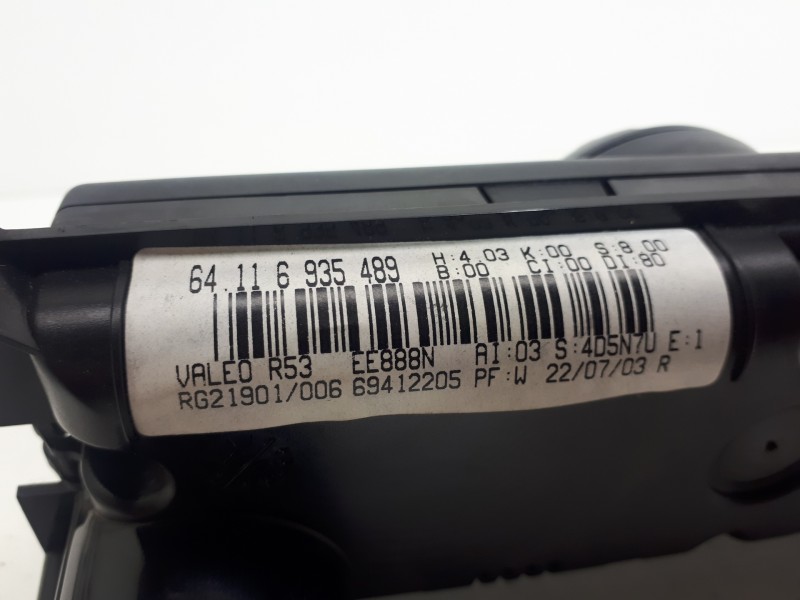 64.11 6 935 489 H:4.03 K:00 S:8.00
B:00 CI:00 DI:80
VALEO R53 EE888N AI:03 S:4D5N7U E:1
RG21901/006 69412205 PF:W 22/07/03 R